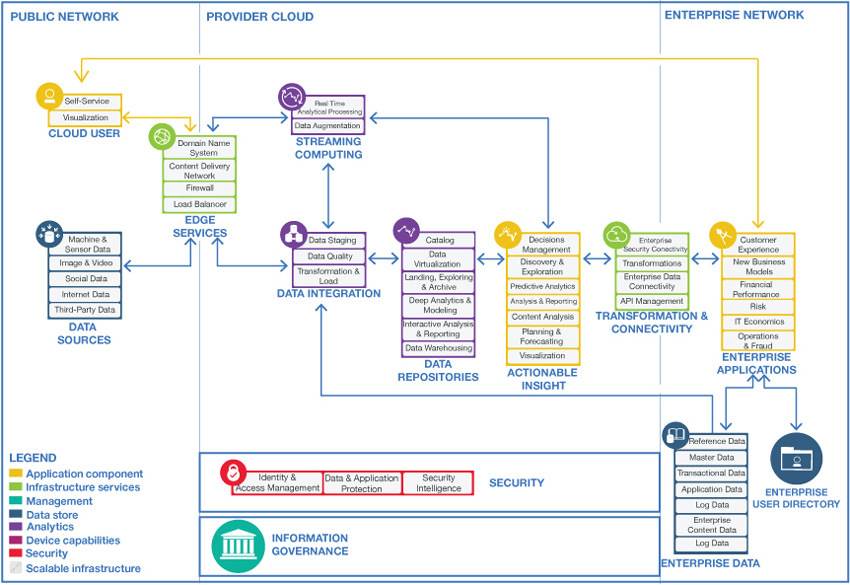 PUBLIC NETWORK
PROVIDER CLOUD
ENTERPRISE NETWORK
Self-Service
Visualization
CLOUD USER
Real Time
Analytical Processing
Data Augmentation
STREAMING
COMPUTING
Domain Name
System
Content Delivery
Network
Firewall
Load Balancer
EDGE
SERVICES
Machine &
Sensor Data
Image & Video
Social Data
Internet Data
Third-Party Data
DATA
SOURCES
Data Staging
Data Quality
Transformation &
Load
DATA INTEGRATION
Catalog
Data
Virtualization
Landing, Exploring
& Archive
Deep Analytics &
Modeling
Interactive Analysis
& Reporting
Data Warehousing
DATA
REPOSITORIES
Decisions
Management
Discovery &
Exploration
Predictive Analytics
Analysis & Reporting
Content Analysis
Planning &
Forecasting
Visualization
ACTIONABLE
INSIGHT
Enterprise
Security Conectivity
Transformations
Enterprise Data
Connectivity
API Management
TRANSFORMATION &
CONNECTIVITY
Customer
Experience
New Business
Models
Financial
Performance
Risk
IT Economics
Operations
& Fraud
ENTERPRISE
APPLICATIONS
Reference Data
Master Data
Transactional Data
Application Data
Log Data
Enterprise
Content Data
Log Data
ENTERPRISE DATA
ENTERPRISE
USER DIRECTORY
LEGEND
Application component
Infrastructure services
Management
Data store
Analytics
Device capabilities
Security
Scalable infrastructure
Identity &
Access Management
Data & Application
Protection
Security
Intelligence
SECURITY
INFORMATION
GOVERNANCE